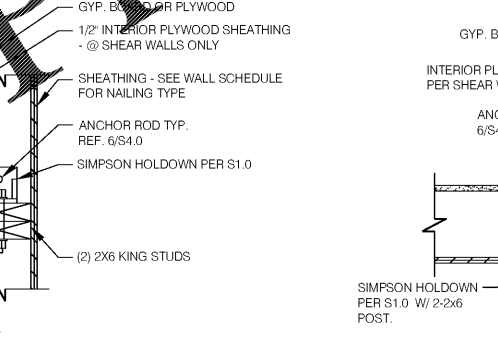 GYP. BOARD OR PLYWOOD
1/2" INTERIOR PLYWOOD SHEATHING
- @ SHEAR WALLS ONLY
SHEATHING - SEE WALL SCHEDULE
FOR NAILING TYPE
ANCHOR ROD TYP.
REF. 6/S4.0
SIMPSON HOLDOWN PER S1.0
(2) 2X6 KING STUDS
GYP. B
INTERIOR PL
PER SHEAR
ANC
6/S4
SIMPSON HOLDOWN
PER S1.0 W/ 2-2x6
POST.